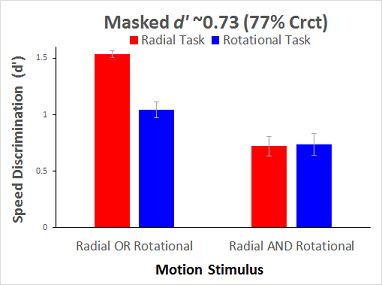 Masked d' ~0.73 (77% Crct)
Radial Task Rotational Task
Speed Discrimination (d')
1.5
1
0.5
0
Radial OR Rotational Radial AND Rotational
Motion Stimulus